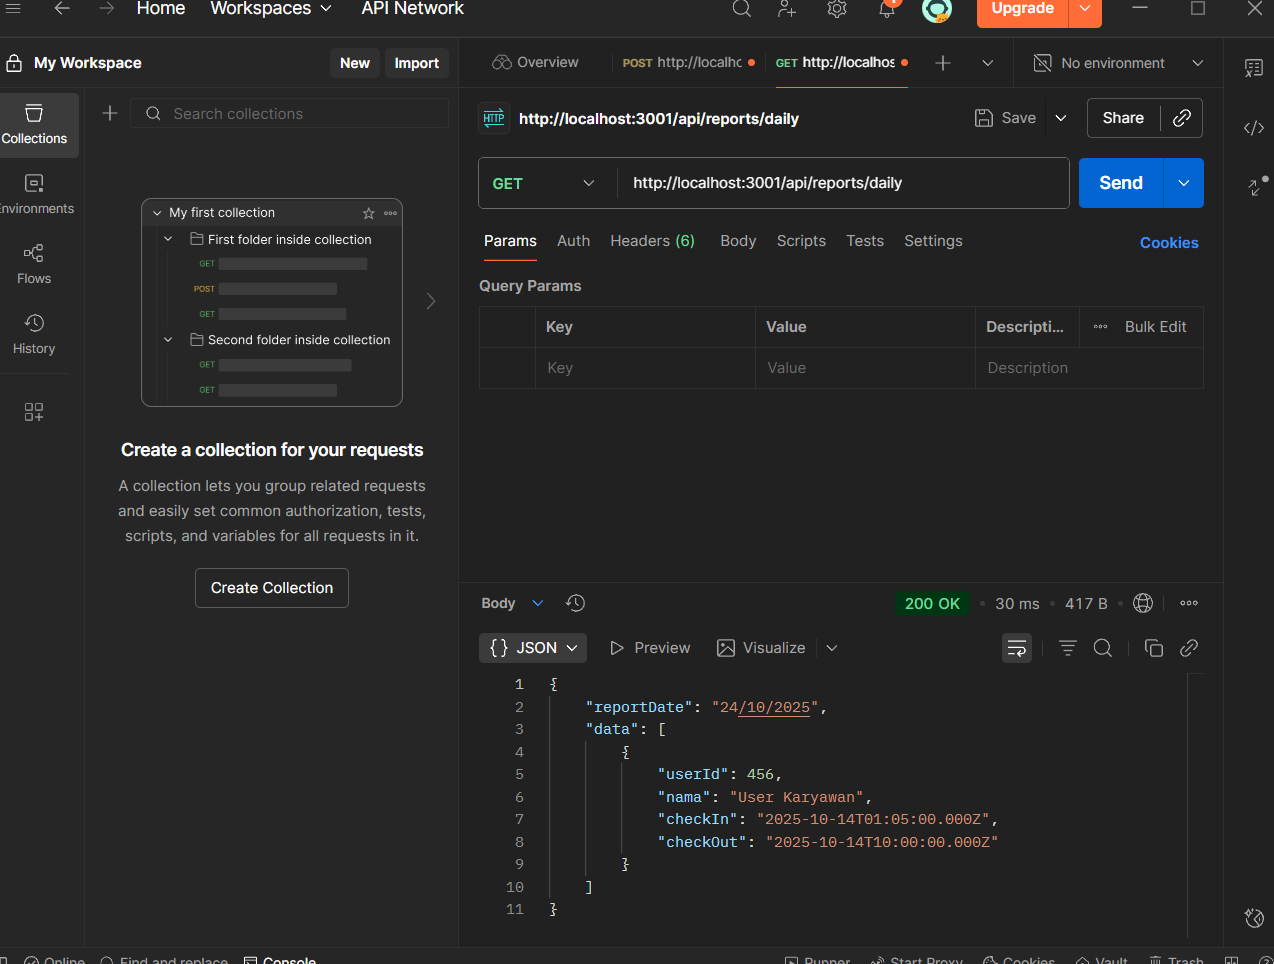 Home Workspaces API Network Upgrade
My Workspace New Import
Overview POST http://localhc GET http://localhos No environment
Search collections
Collections
http://localhost:3001/api/reports/daily Save Share
GET http://localhost:3001/api/reports/daily Send
nvironments
Flows
History
My first collection
First folder inside collection
GET
POST
GET
Second folder inside collection
GET
GET
Create a collection for your requests
A collection lets you group related requests
and easily set common authorization, tests,
scripts, and variables for all requests in it.
Create Collection
Params Auth Headers (6) Body Scripts Tests Settings Cookies
Query Params
Key Value Descripti... Bulk Edit
Key Value Description
Body 200 OK 30 ms 417 B
{} JSON Preview Visualize
1 {
2 "reportDate": "24/10/2025",
3 "data": [
4 {
5 "userId": 456,
6 "nama": "User Karyawan",
7 "checkIn": "2025-10-14T01:05:00.000Z",
8 "checkOut": "2025-10-14T10:00:00.000Z"
9 }
10 ]
11 }
Online Find and replace Console Runner Start Proxy Cookies Vault Trash